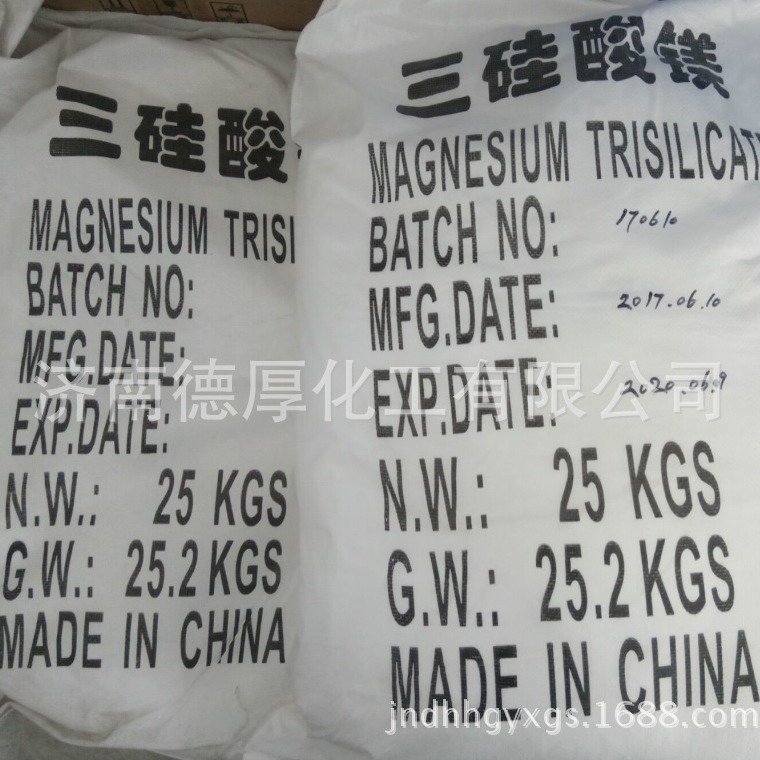 三硅酸
MAGNESIUM TRISI
BATCH NO:
MFG.DATE:
EXP.DATE:
N.W.: 25 KGS
G.W.: 25.2 KGS
MADE IN CHINA
三硅酸镁
MAGNESIUM TRISILICAT
BATCH NO: 170610
MFG.DATE: 2017.06.10
EXP.DATE: 2020.06.9
N.W.: 25 KGS
G.W.: 25.2 KGS
MADE IN CHINA
济南德厚化工有限公司
jndhhgyxgs.1688.com